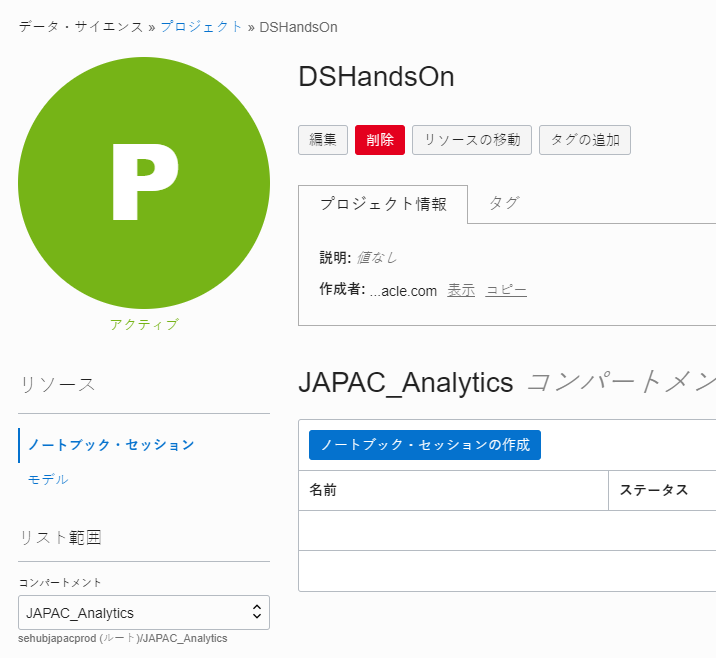 データ・サイエンス » プロジェクト » DSHandsOn
P
アクティブ
DSHandsOn
編集 削除 リソースの移動 タグの追加
プロジェクト情報 タグ
説明: 値なし
作成者: ...acle.com 表示 コピー
リソース
ノートブック・セッション
モデル
リスト範囲
コンパートメント
JAPAC_Analytics
sehubjapacprod (ルート)/JAPAC_Analytics
JAPAC_Analytics コンパートメン
ノートブック・セッションの作成
名前 ステータス